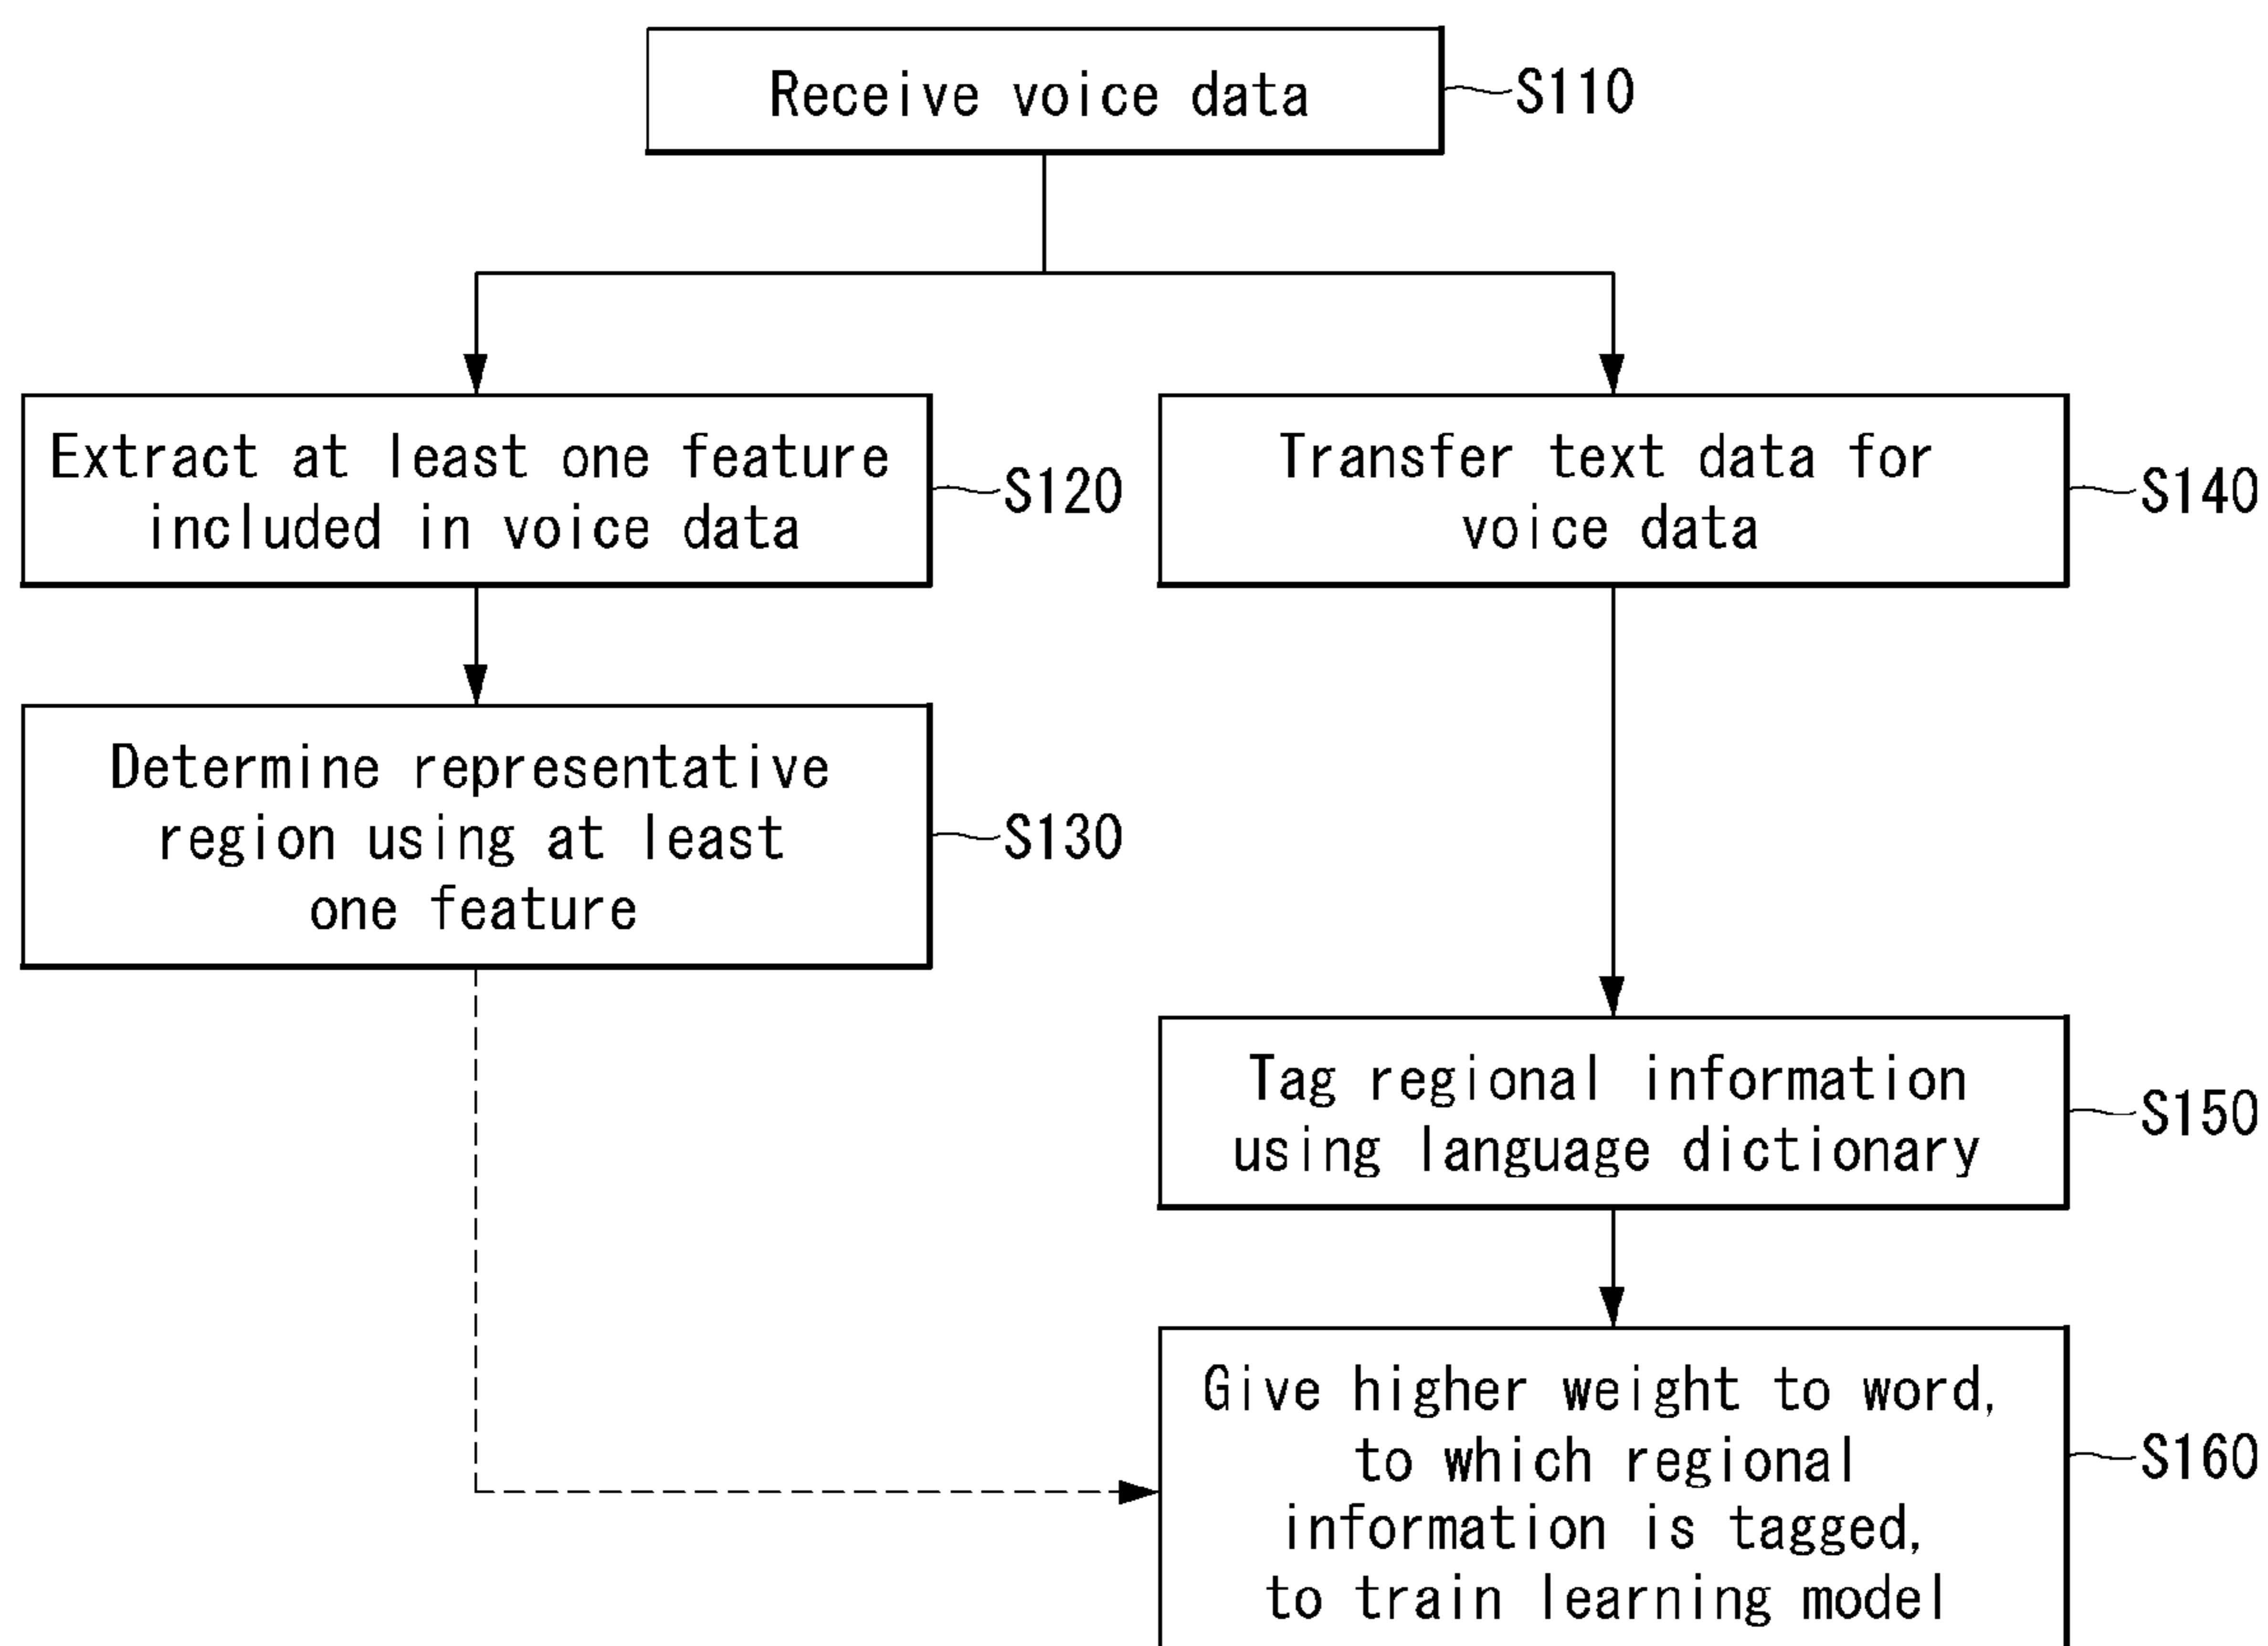 Receive voice data
S110
Extract at least one feature
included in voice data
S120
Transfer text data for
voice data
S140
Determine representative
region using at least
one feature
S130
Tag regional information
using language dictionary
S150
Give higher weight to word,
to which regional
information is tagged,
to train learning model
S160